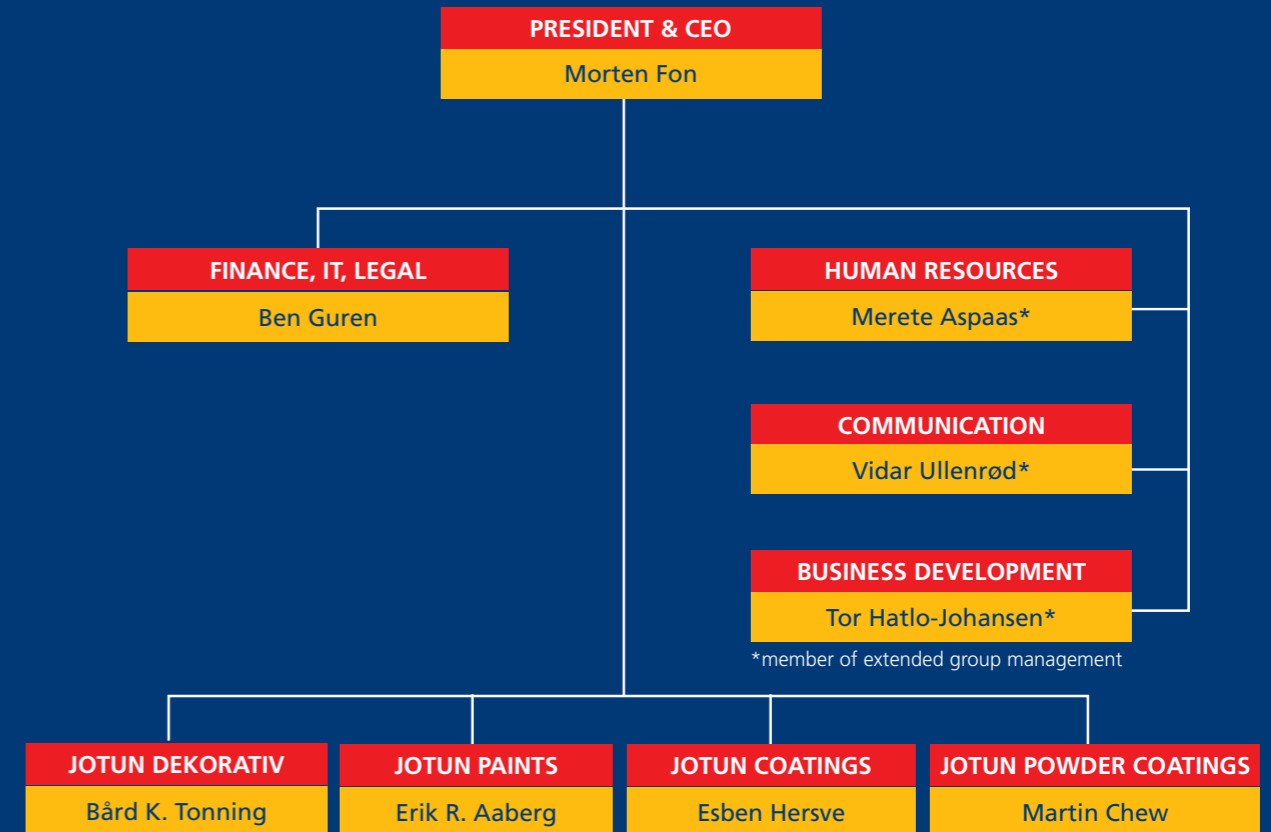 PRESIDENT & CEO
Morten Fon
FINANCE, IT, LEGAL
Ben Guren
HUMAN RESOURCES
Merete Aspaas*
COMMUNICATION
Vidar Ullenrød*
BUSINESS DEVELOPMENT
Tor Hatlo-Johansen*
*member of extended group management
JOTUN DEKORATIV
Bård K. Tonning
JOTUN PAINTS
Erik R. Aaberg
JOTUN COATINGS
Esben Hersve
JOTUN POWDER COATINGS
Martin Chew